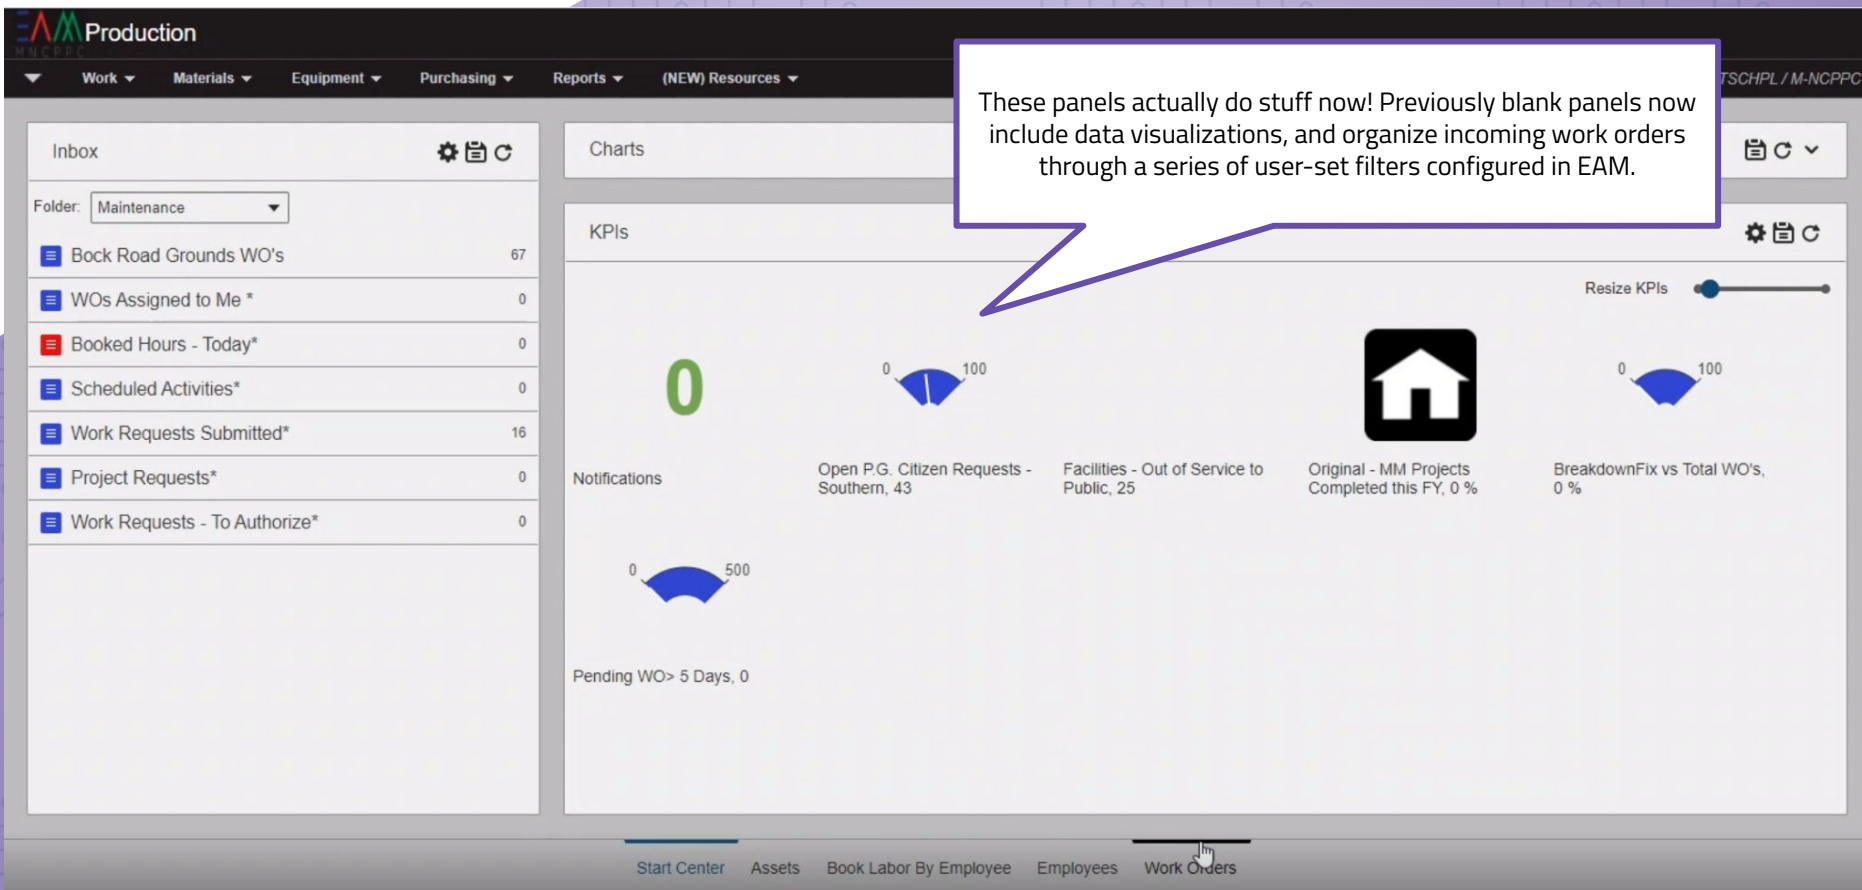 EAM Production
MNCPPC
Work Materials Equipment Purchasing Reports (NEW) Resources
TSCHPL / M-NCPPC
These panels actually do stuff now! Previously blank panels now
include data visualizations, and organize incoming work orders
through a series of user-set filters configured in EAM.
Inbox
Folder: Maintenance
Bock Road Grounds WO's 67
WOs Assigned to Me * 0
Booked Hours - Today* 0
Scheduled Activities* 0
Work Requests Submitted* 16
Project Requests* 0
Work Requests - To Authorize* 0
Charts
KPIs
Resize KPIs
0
Notifications
0 100
Open P.G. Citizen Requests -
Southern, 43
Facilities - Out of Service to
Public, 25
Original - MM Projects
Completed this FY, 0 %
0 100
BreakdownFix vs Total WO's,
0 %
0 500
Pending WO> 5 Days, 0
Start Center Assets Book Labor By Employee Employees Work Orders